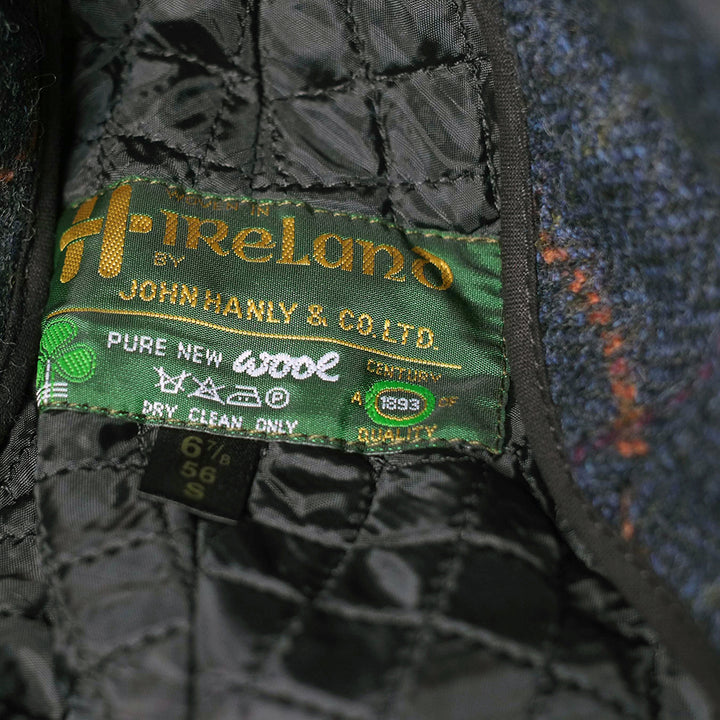 WOVEN IN
H-IRELAND
BY
JOHN HANLY & CO. LTD.
PURE NEW wool
DRY CLEAN ONLY
A CENTURY OF
1893
QUALITY
6 7/8
56
S